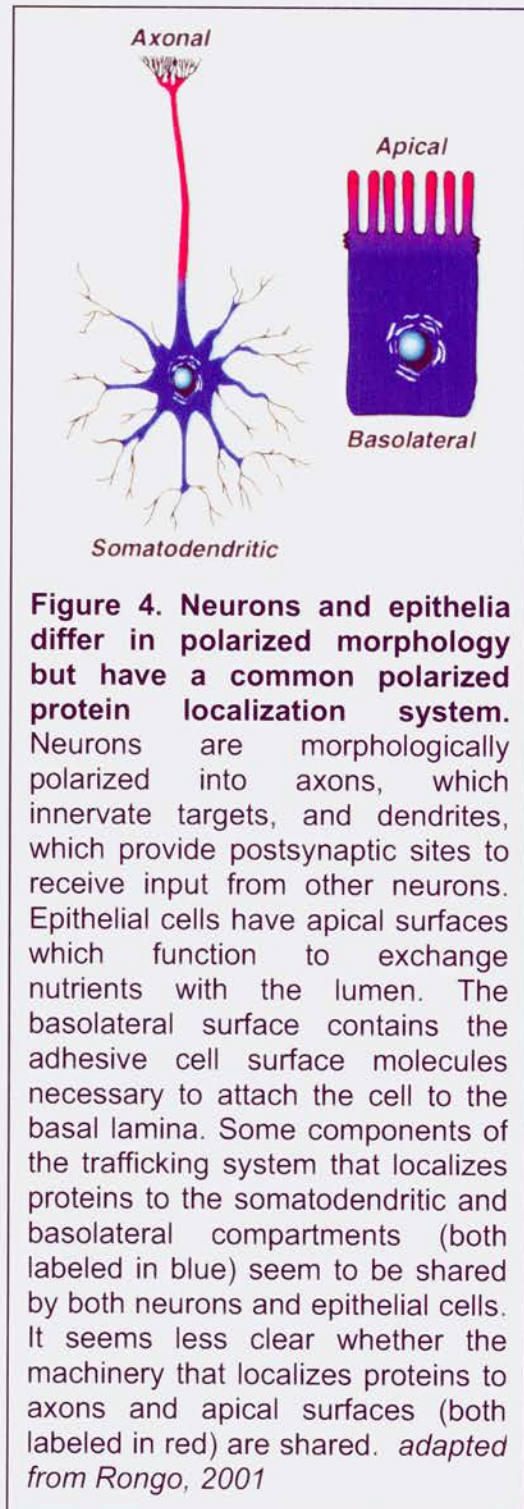 Axonal
Apical
Basolateral
Somatodendritic
Figure 4. Neurons and epithelia
differ in polarized morphology
but have a common polarized
protein localization system.
Neurons are morphologically
polarized into axons, which
innervate targets, and dendrites,
which provide postsynaptic sites to
receive input from other neurons.
Epithelial cells have apical surfaces
which function to exchange
nutrients with the lumen. The
basolateral surface contains the
adhesive cell surface molecules
necessary to attach the cell to the
basal lamina. Some components of
the trafficking system that localizes
proteins to the somatodendritic and
basolateral compartments (both
labeled in blue) seem to be shared
by both neurons and epithelial cells.
It seems less clear whether the
machinery that localizes proteins to
axons and apical surfaces (both
labeled in red) are shared. adapted
from Rongo, 2001